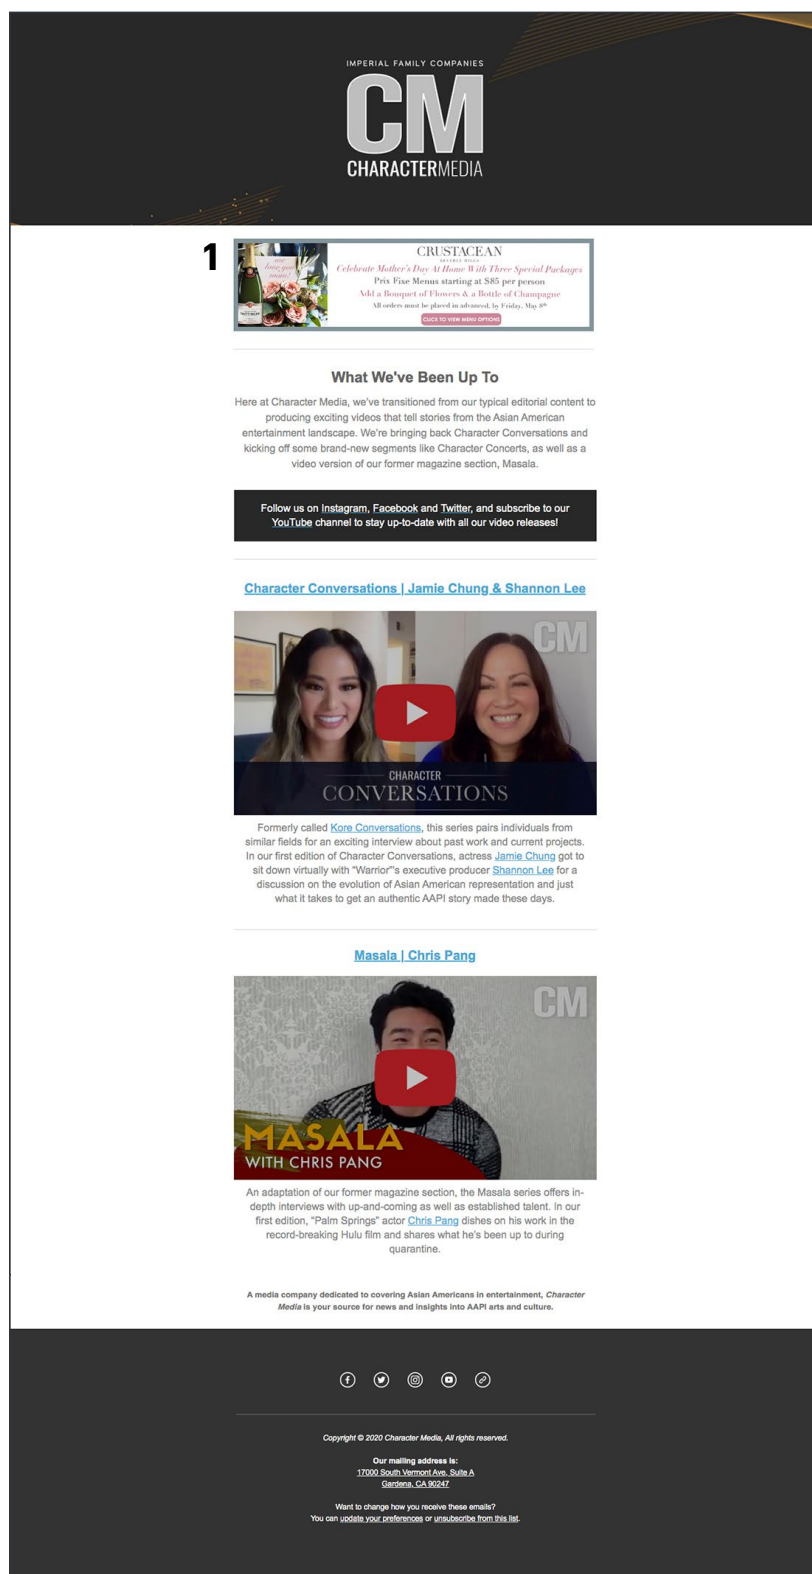 IMPERIAL FAMILY COMPANIES
CM
CHARACTERMEDIA
1
we
love you
mom!
CRUSTACEAN
BEVERLY HILLS
Celebrate Mother's Day At Home With Three Special Packages
Prix Fixe Menus starting at $85 per person
Add a Bouquet of Flowers & a Bottle of Champagne
All orders must be placed in advanced, by Friday, May 8th
CLICK TO VIEW MENU OPTIONS
What We've Been Up To
Here at Character Media, we've transitioned from our typical editorial content to
producing exciting videos that tell stories from the Asian American
entertainment landscape. We're bringing back Character Conversations and
kicking off some brand-new segments like Character Concerts, as well as a
video version of our former magazine section, Masala.
Follow us on Instagram, Facebook and Twitter, and subscribe to our
YouTube channel to stay up-to-date with all our video releases!
Character Conversations | Jamie Chung & Shannon Lee
CM
CHARACTER
CONVERSATIONS
Formerly called Kore Conversations, this series pairs individuals from
similar fields for an exciting interview about past work and current projects.
In our first edition of Character Conversations, actress Jamie Chung got to
sit down virtually with "Warrior"'s executive producer Shannon Lee for a
discussion on the evolution of Asian American representation and just
what it takes to get an authentic AAPI story made these days.
Masala | Chris Pang
CM
MASALA
WITH CHRIS PANG
An adaptation of our former magazine section, the Masala series offers in-
depth interviews with up-and-coming as well as established talent. In our
first edition, "Palm Springs" actor Chris Pang dishes on his work in the
record-breaking Hulu film and shares what he's been up to during
quarantine.
A media company dedicated to covering Asian Americans in entertainment, Character
Media is your source for news and insights into AAPI arts and culture.
Copyright © 2020 Character Media, All rights reserved.
Our mailing address is:
17000 South Vermont Ave, Suite A
Gardena, CA 90247
Want to change how you receive these emails?
You can update your preferences or unsubscribe from this list.